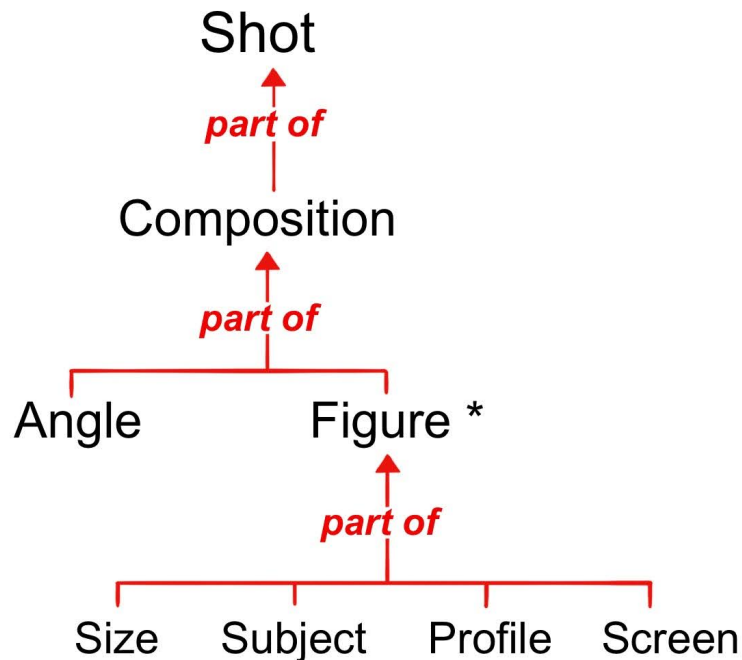 Shot
part of
Composition
part of
Angle Figure *
part of
Size Subject Profile Screen